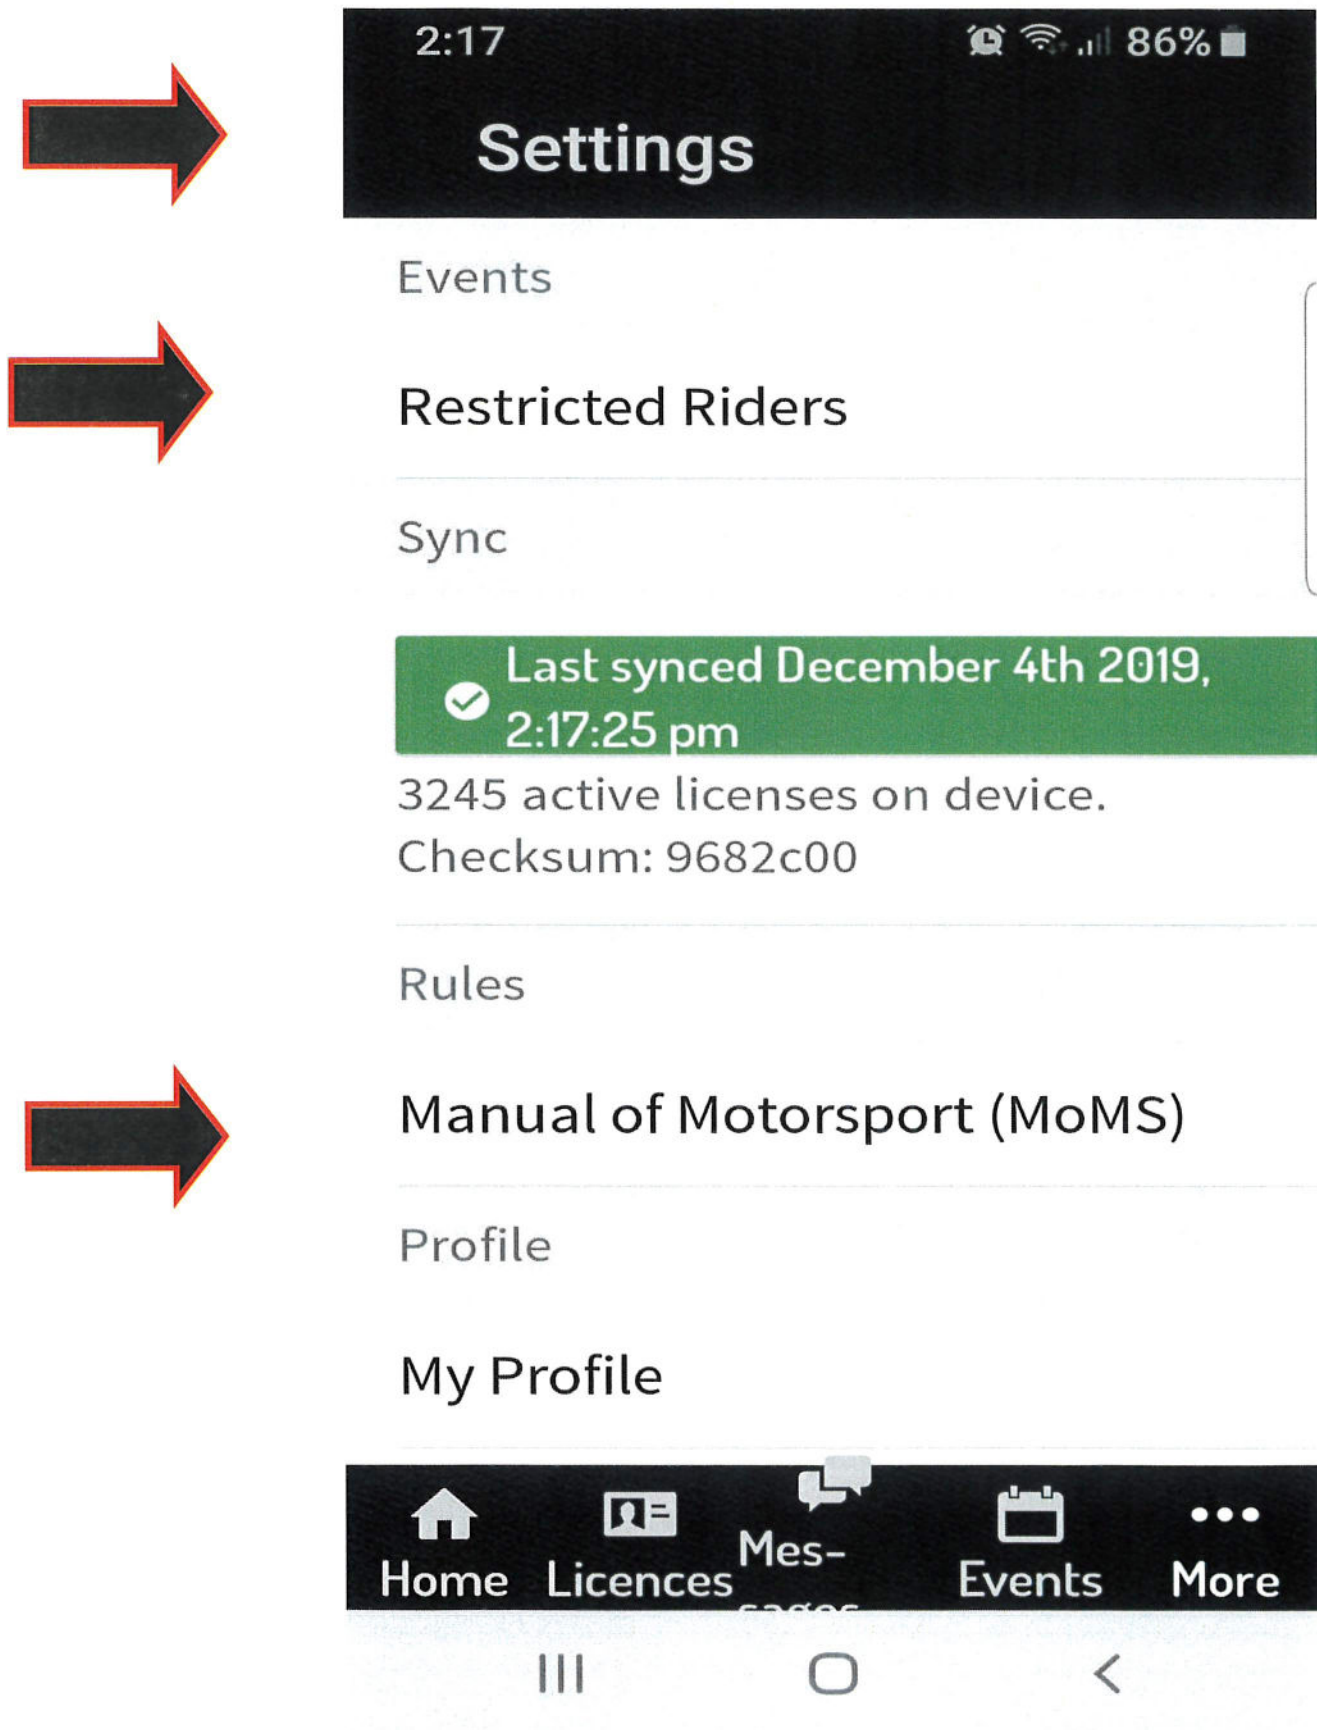 2:17
86%
Settings
Events
Restricted Riders
Sync
Last synced December 4th 2019,
2:17:25 pm
3245 active licenses on device.
Checksum: 9682c00
Rules
Manual of Motorsport (MoMS)
Profile
My Profile
Home
Licences
Mes-
sages
Events
More